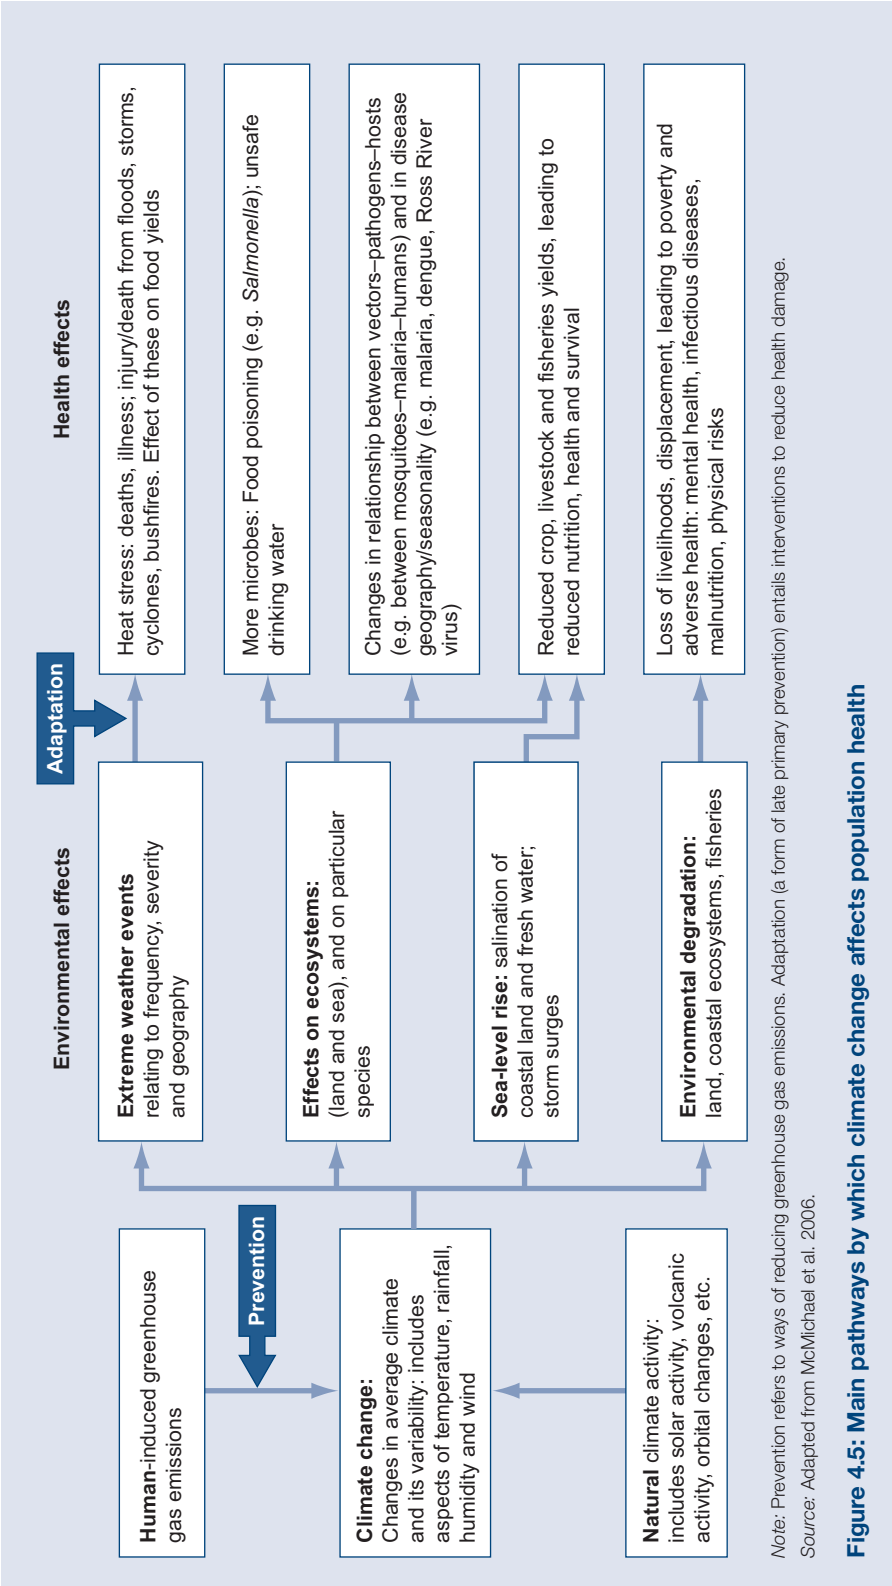 Environmental effects
Health effects
Human-induced greenhouse
gas emissions
Prevention
Climate change:
Changes in average climate
and its variability: includes
aspects of temperature, rainfall,
humidity and wind
Natural climate activity:
includes solar activity, volcanic
activity, orbital changes, etc.
Extreme weather events
relating to frequency, severity
and geography
Effects on ecosystems:
(land and sea), and on particular
species
Sea-level rise: salination of
coastal land and fresh water;
storm surges
Environmental degradation:
land, coastal ecosystems, fisheries
Adaptation
Heat stress: deaths, illness; injury/death from floods, storms,
cyclones, bushfires. Effect of these on food yields
More microbes: Food poisoning (e.g. Salmonella); unsafe
drinking water
Changes in relationship between vectors–pathogens–hosts
(e.g. between mosquitoes–malaria–humans) and in disease
geography/seasonality (e.g. malaria, dengue, Ross River
virus)
Reduced crop, livestock and fisheries yields, leading to
reduced nutrition, health and survival
Loss of livelihoods, displacement, leading to poverty and
adverse health: mental health, infectious diseases,
malnutrition, physical risks
Note: Prevention refers to ways of reducing greenhouse gas emissions. Adaptation (a form of late primary prevention) entails interventions to reduce health damage.
Source: Adapted from McMichael et al. 2006.
Figure 4.5: Main pathways by which climate change affects population health